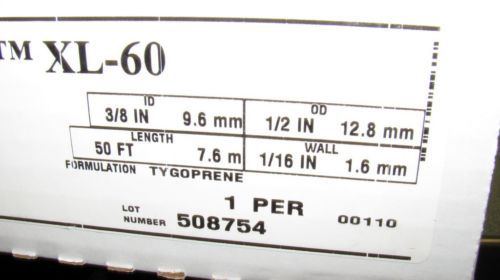 ™ XL-60
ID OD
3/8 IN 9.6 mm 1/2 IN 12.8 mm
LENGTH WALL
50 FT 7.6 m 1/16 IN 1.6 mm
FORMULATION TYGOPRENE
1 PER 00110
LOT
NUMBER 508754